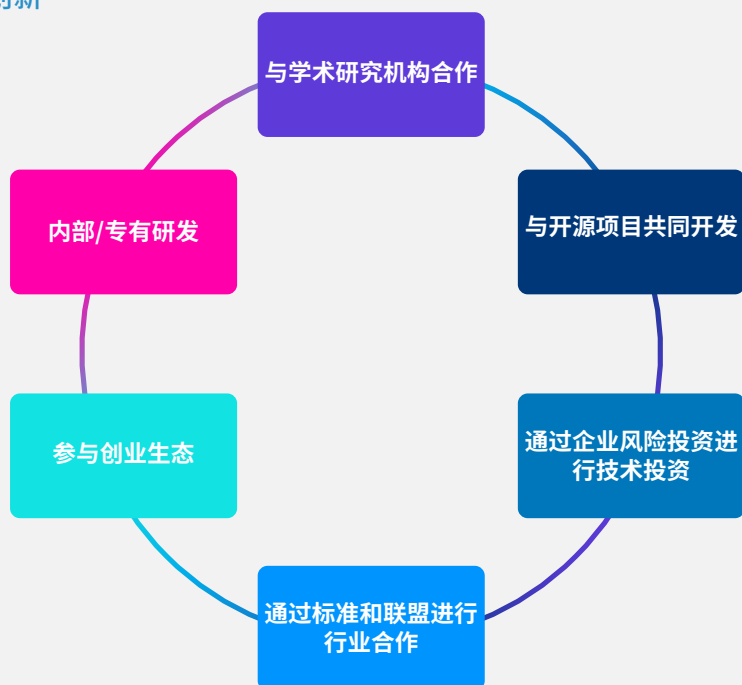 创新
与学术研究机构合作
内部/专有研发
与开源项目共同开发
参与创业生态
通过企业风险投资进
行技术投资
通过标准和联盟进行
行业合作